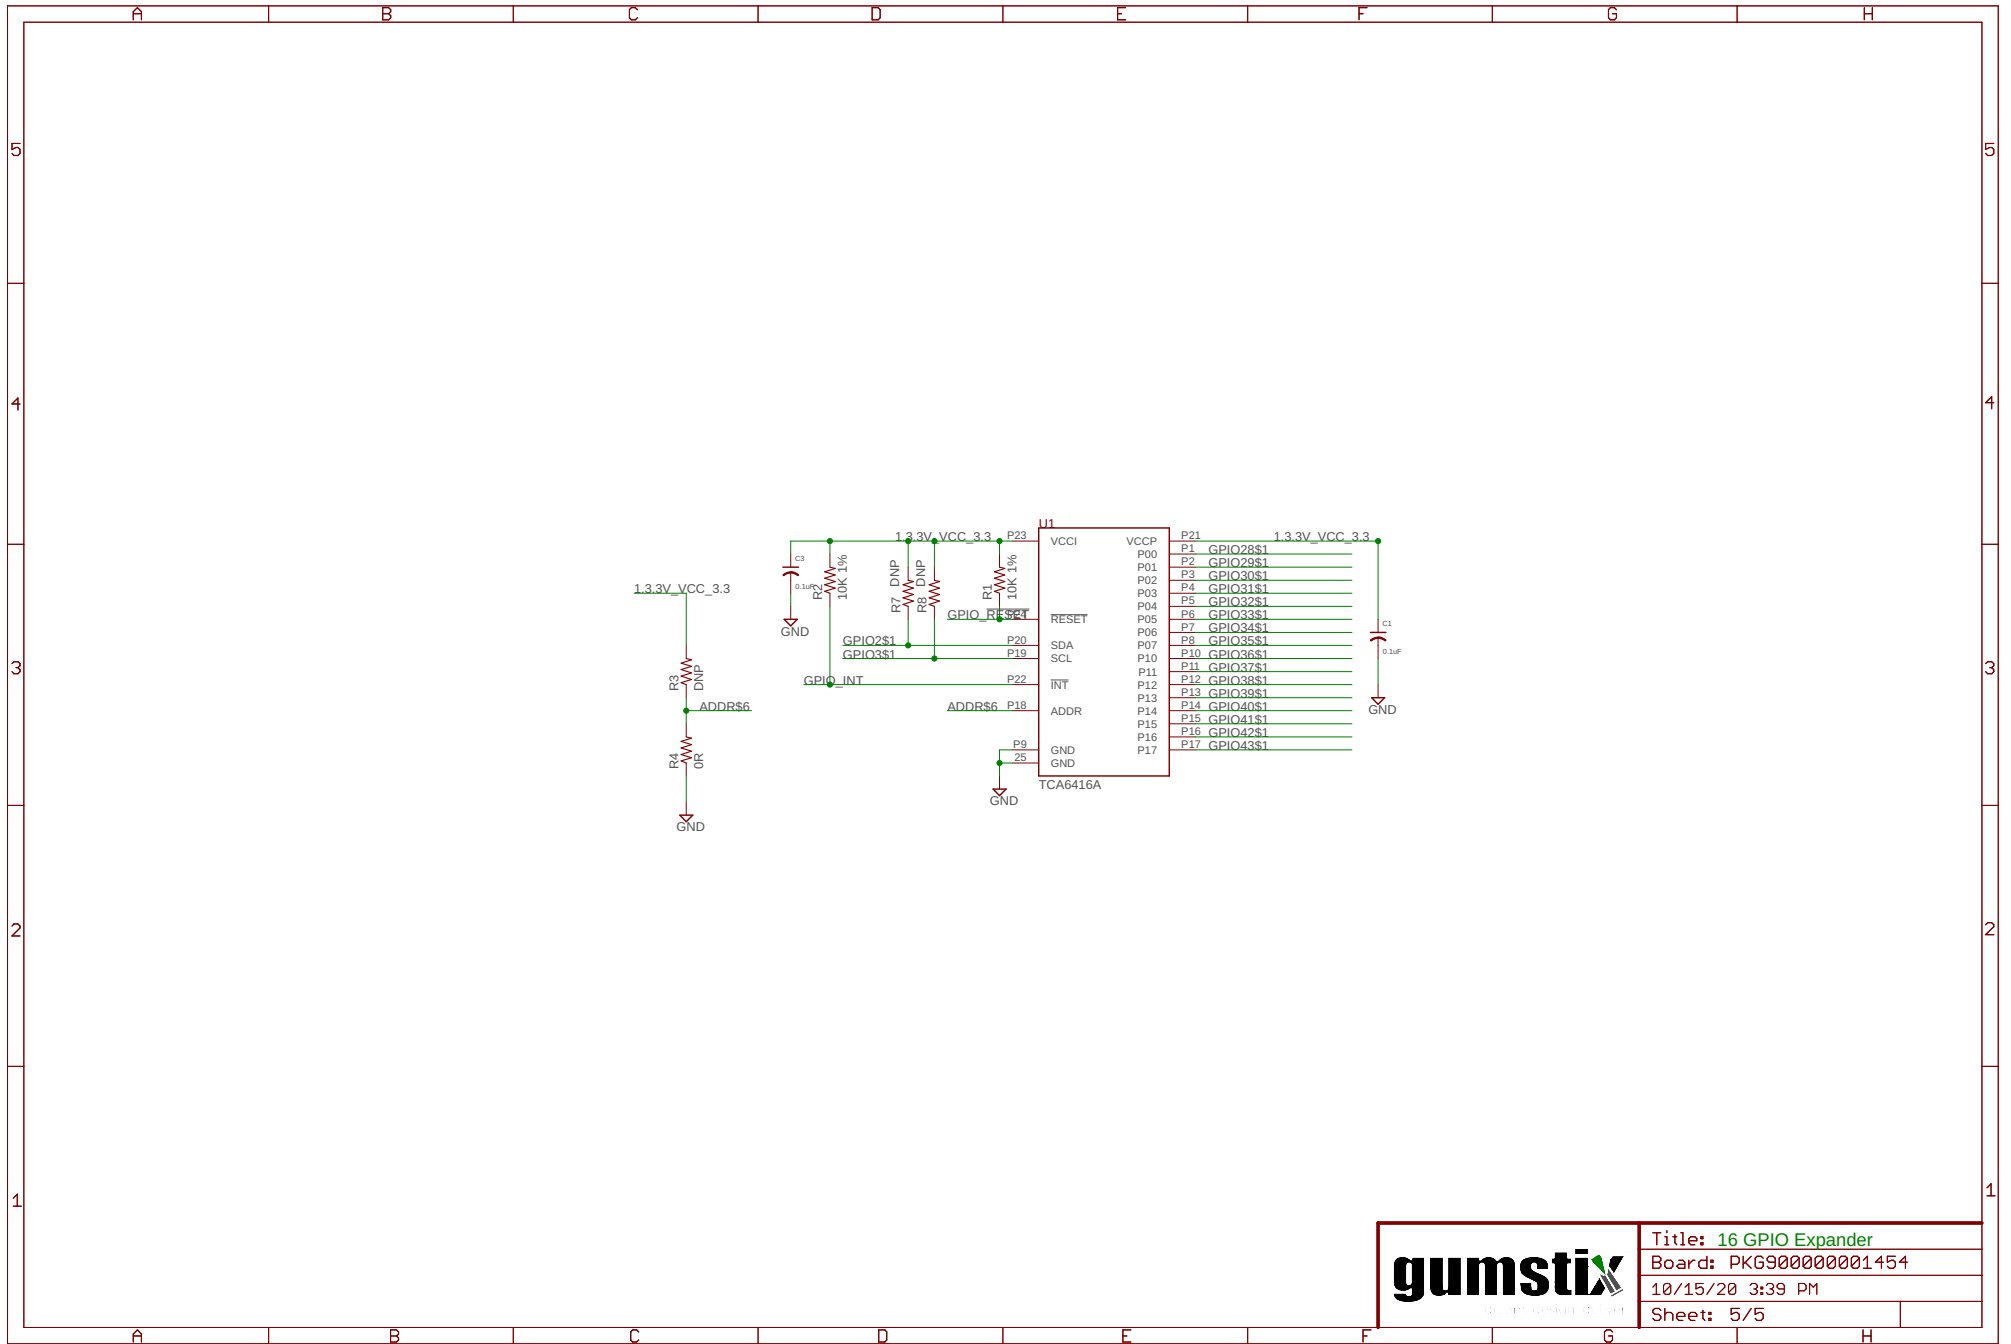 A B C D E F G H
5 5
4 4
3 3
2 2
1 1
U1
1.3.3V_VCC_3.3 P23 VCCI
VCCP P21 1.3.3V_VCC_3.3
P00 P1 GPIO28$1
P01 P2 GPIO29$1
P02 P3 GPIO30$1
P03 P4 GPIO31$1
P04 P5 GPIO32$1
P05 P6 GPIO33$1
P06 P7 GPIO34$1
P07 P8 GPIO35$1
P10 P10 GPIO36$1
P11 P11 GPIO37$1
P12 P12 GPIO38$1
P13 P13 GPIO39$1
P14 P14 GPIO40$1
P15 P15 GPIO41$1
P16 P16 GPIO42$1
P17 P17 GPIO43$1
C3
0.1uF
GND
R2
10K 1%
R7 DNP
R8 DNP
R1
10K 1%
GPIO_RESET P24 RESET
GPIO2$1 P20 SDA
GPIO3$1 P19 SCL
GPIO_INT P22 INT
ADDR$6 P18 ADDR
P9 GND
25 GND
GND
TCA6416A
C1
0.1uF
GND
1.3.3V_VCC_3.3
R3
DNP
ADDR$6
R4
0R
GND
gumstix
Title: 16 GPIO Expander
Board: PKG900000001454
10/15/20 3:39 PM
Sheet: 5/5
A B C D E F G H